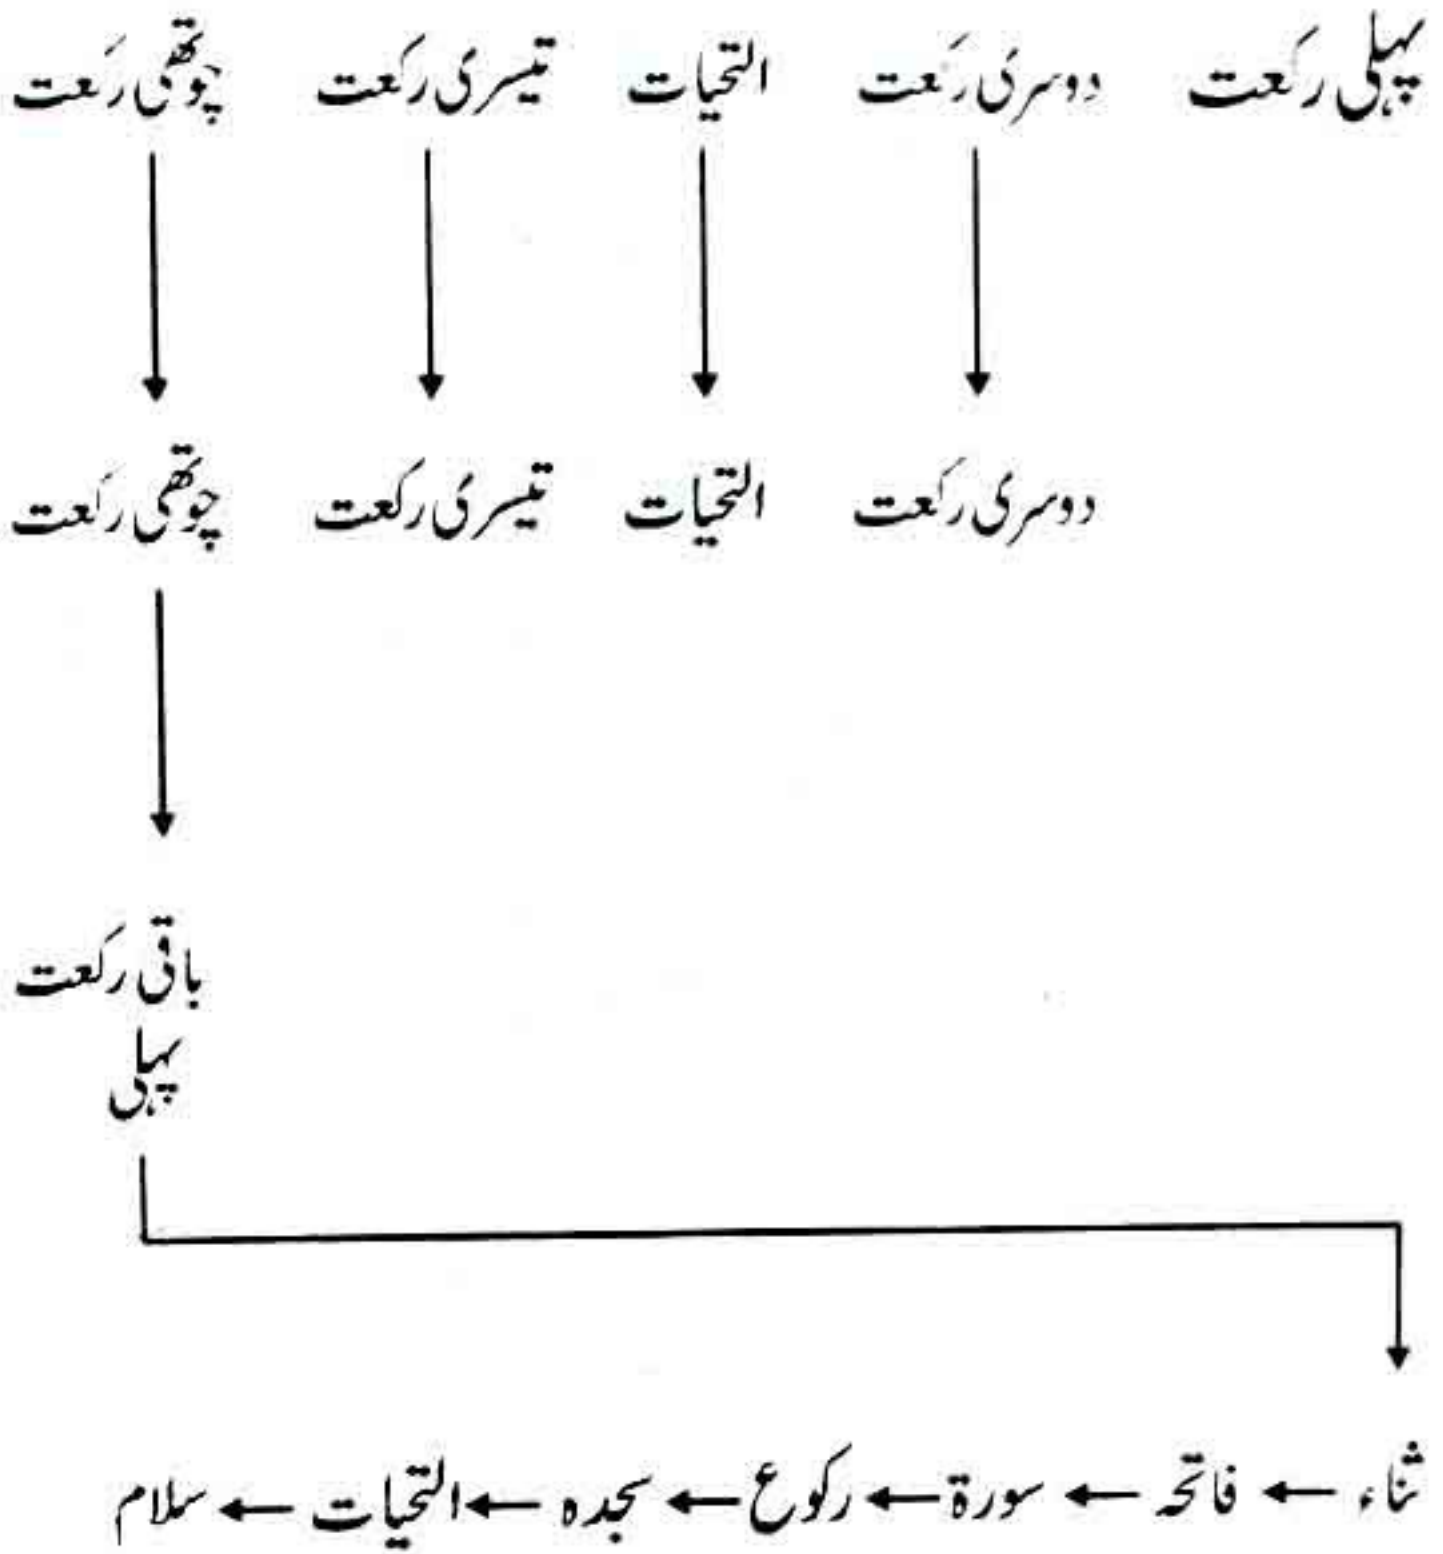 پہلی رکعت دوسری رکعت التحیات تیسری رکعت چوتھی رکعت
دوسری رکعت التحیات تیسری رکعت چوتھی رکعت
باقی رکعت
پہلی
ثناء ← فاتحہ ← سورۃ ← رکوع ← سجدہ ← التحیات ← سلام